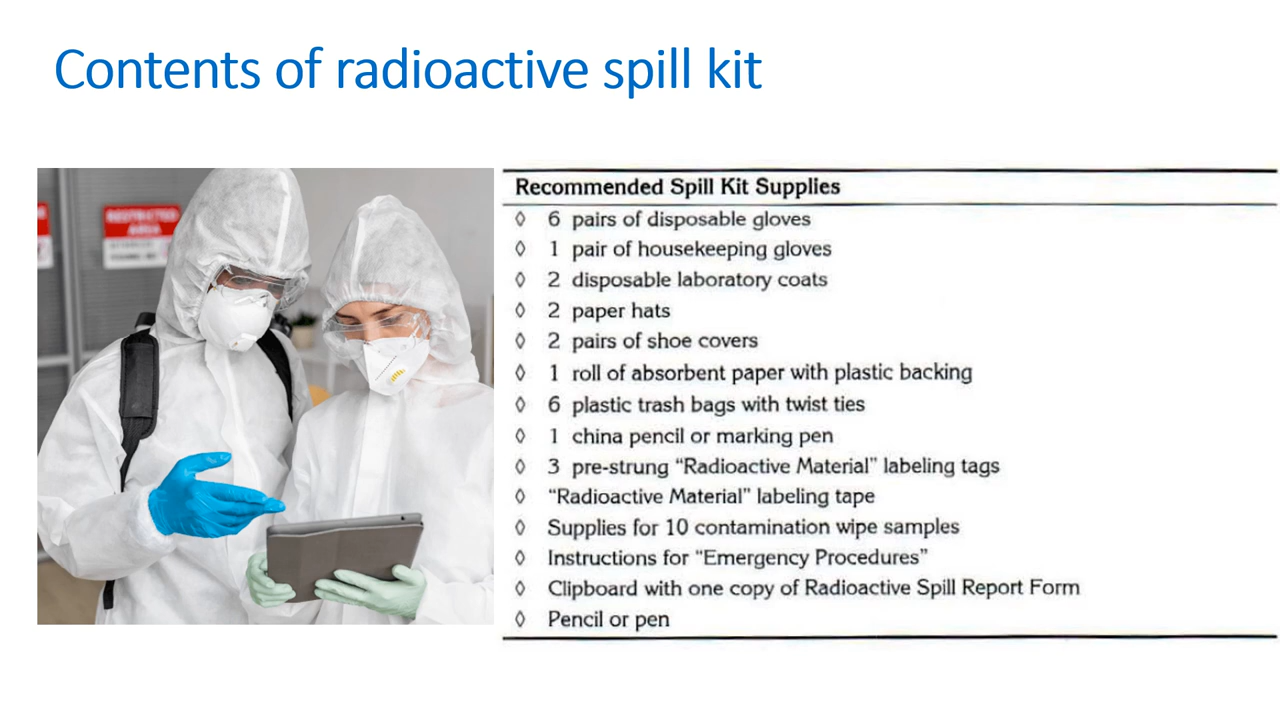 Contents of radioactive spill kit
RESTRICTED
AREA
Recommended Spill Kit Supplies
◊ 6 pairs of disposable gloves
◊ 1 pair of housekeeping gloves
◊ 2 disposable laboratory coats
◊ 2 paper hats
◊ 2 pairs of shoe covers
◊ 1 roll of absorbent paper with plastic backing
◊ 6 plastic trash bags with twist ties
◊ 1 china pencil or marking pen
◊ 3 pre-strung “Radioactive Material” labeling tags
◊ “Radioactive Material” labeling tape
◊ Supplies for 10 contamination wipe samples
◊ Instructions for “Emergency Procedures”
◊ Clipboard with one copy of Radioactive Spill Report Form
◊ Pencil or pen